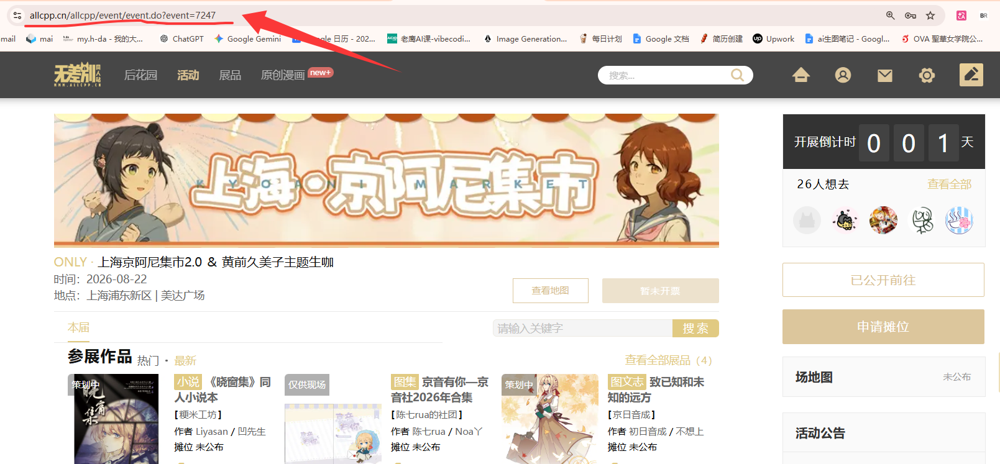 allcpp.cn/allcpp/event/event.do?event=7247
BR
mail
mai
my.h-da - 我的大...
ChatGPT
Google Gemini
gle 日历 - 202...
老鹰AI课-vibecodi...
Image Generation...
每日计划
Google 文档
简历创建
Upwork
ai生图笔记 - Googl...
OVA 聖華女学院公...
无差别
同人站
WWW.ALLCPP.CN
后花园
活动
展品
原创漫画
new+
搜索...
上海·京阿尼集市
KYOANI MARKET
开展倒计时 0 0 1 天
26人想去
查看全部
ONLY · 上海京阿尼集市2.0 & 黄前久美子主题生咖
时间：2026-08-22
地点：上海浦东新区 | 美达广场
查看地图
暂未开票
已公开前往
申请摊位
本届
请输入关键字
搜 索
参展作品 热门 · 最新
查看全部展品（4）
策划中
晓窗集
小说 《晓窗集》同
人小说本
【粳米工坊】
作者 Liyasan / 凹先生
摊位 未公布
仅供现场
图集 京音有你—京
音社2026年合集
【陈七rua的社团】
作者 陈七rua / Noa丫
摊位 未公布
策划中
图文志 致已知和未
知的远方
【京日音成】
作者 初日音成 / 不想上
摊位 未公布
场地图
未公布
活动公告